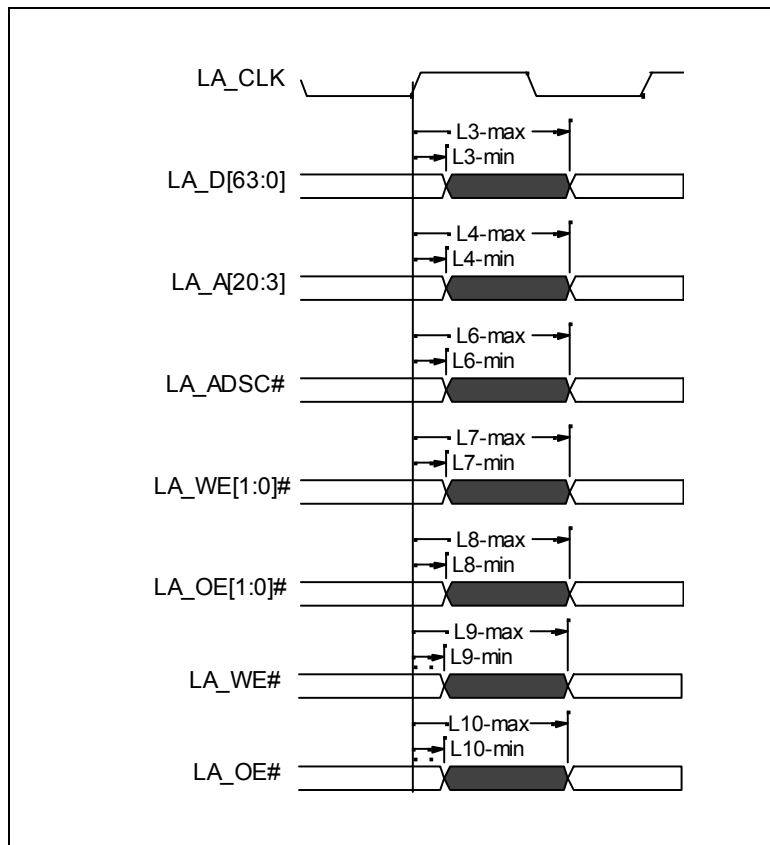 LA_CLK
L3-max
L3-min
LA_D[63:0]
L4-max
L4-min
LA_A[20:3]
L6-max
L6-min
LA_ADSC#
L7-max
L7-min
LA_WE[1:0]#
L8-max
L8-min
LA_OE[1:0]#
L9-max
L9-min
LA_WE#
L10-max
L10-min
LA_OE#